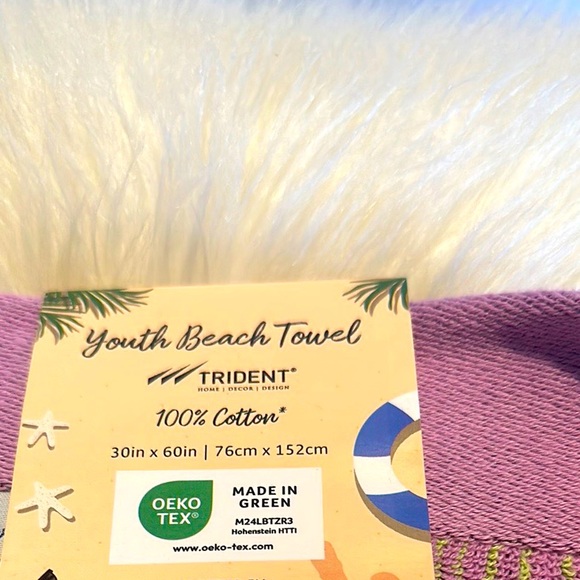 Youth Beach Towel
TRIDENT®
HOME | DECOR | DESIGN
100% Cotton*
30in x 60in | 76cm x 152cm
OEKO
TEX®
MADE IN
GREEN
M24LBTZR3
Hohenstein HTTI
www.oeko-tex.com